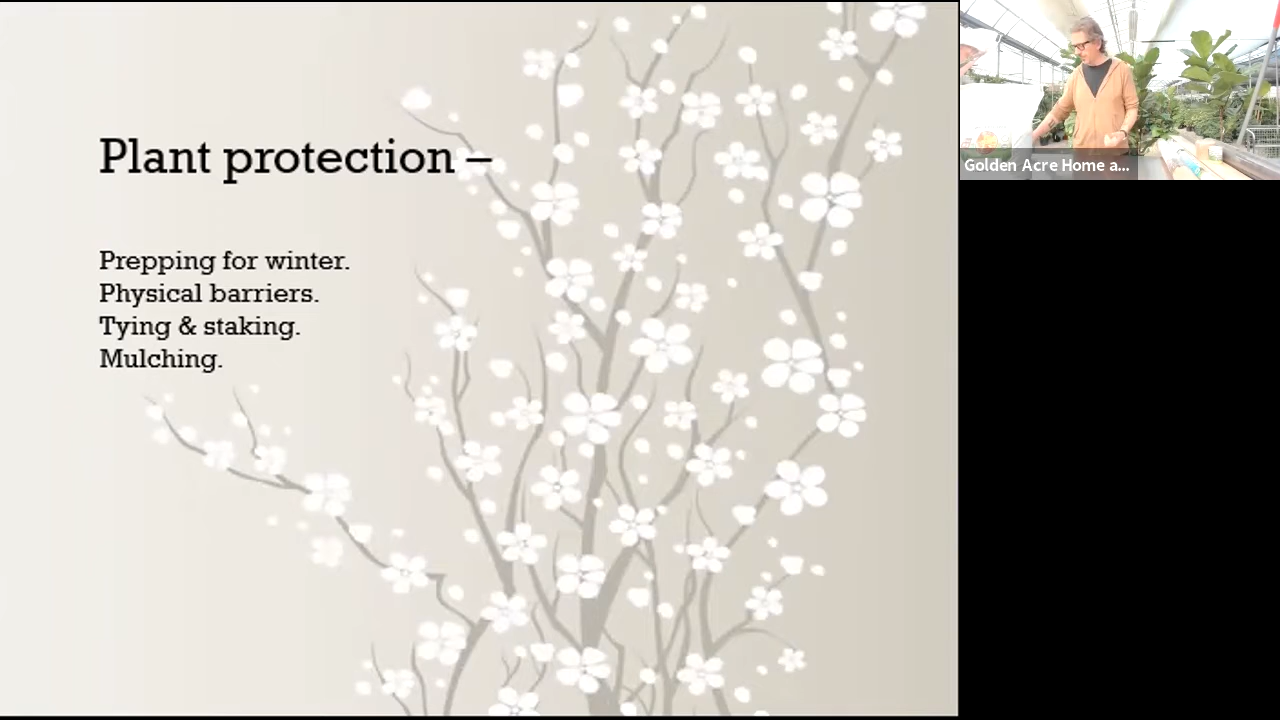 Plant protection –
Prepping for winter.
Physical barriers.
Tying & staking.
Mulching.
Golden Acre Home a...